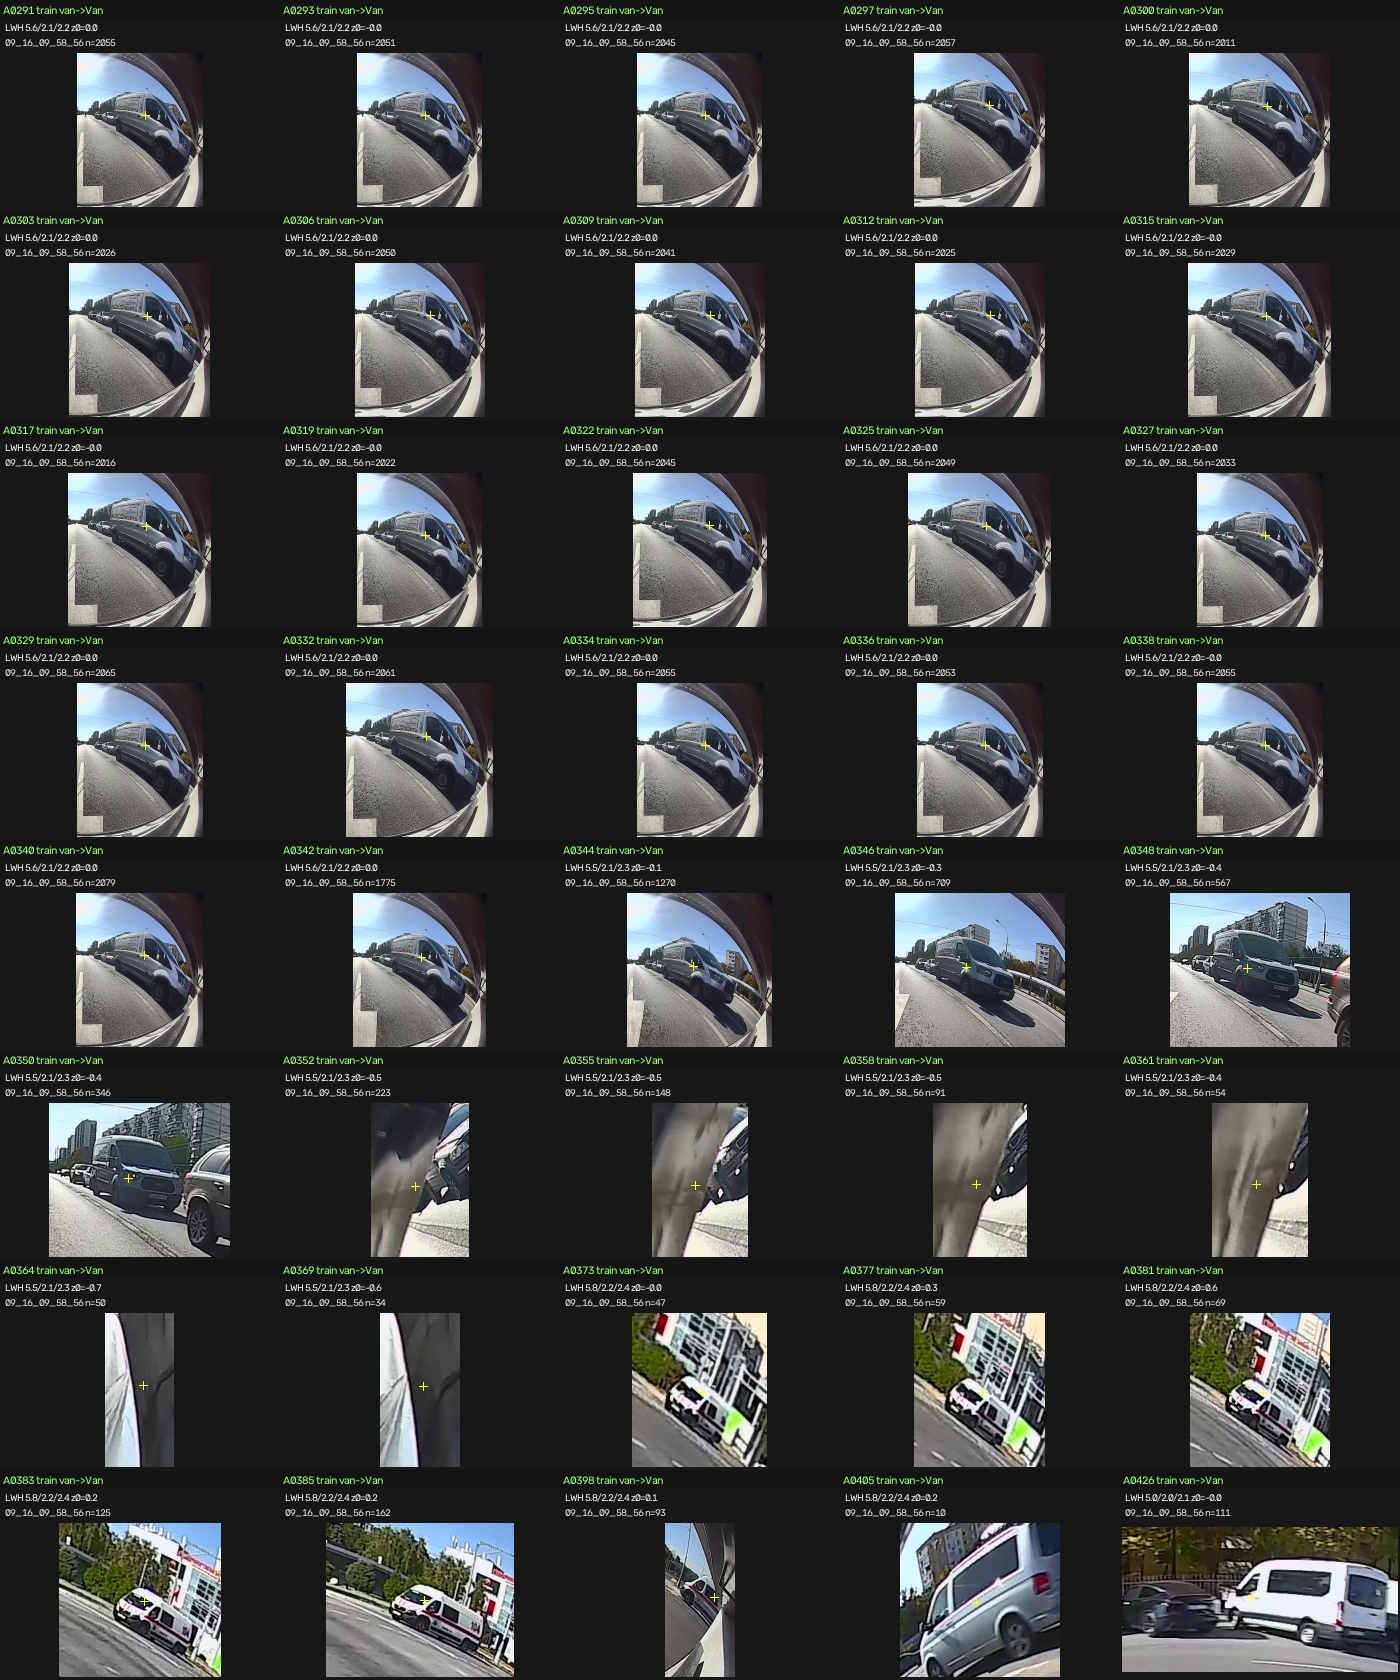 A0291 train van->Van
LWH 5.6/2.1/2.2 z0=0.0
09_16_09_58_56 n=2055
A0293 train van->Van
LWH 5.6/2.1/2.2 z0=0.0
09_16_09_58_56 n=2051
A0295 train van->Van
LWH 5.6/2.1/2.2 z0=-0.0
09_16_09_58_56 n=2045
A0297 train van->Van
LWH 5.6/2.1/2.2 z0=-0.0
09_16_09_58_56 n=2057
A0300 train van->Van
LWH 5.6/2.1/2.2 z0=0.0
09_16_09_58_56 n=2011
A0303 train van->Van
LWH 5.6/2.1/2.2 z0=0.0
09_16_09_58_56 n=2026
A0306 train van->Van
LWH 5.6/2.1/2.2 z0=0.0
09_16_09_58_56 n=2050
A0309 train van->Van
LWH 5.6/2.1/2.2 z0=0.0
09_16_09_58_56 n=2041
A0312 train van->Van
LWH 5.6/2.1/2.2 z0=0.0
09_16_09_58_56 n=2025
A0315 train van->Van
LWH 5.6/2.1/2.2 z0=-0.0
09_16_09_58_56 n=2029
A0317 train van->Van
LWH 5.6/2.1/2.2 z0=-0.0
09_16_09_58_56 n=2016
A0319 train van->Van
LWH 5.6/2.1/2.2 z0=-0.0
09_16_09_58_56 n=2022
A0322 train van->Van
LWH 5.6/2.1/2.2 z0=0.0
09_16_09_58_56 n=2045
A0325 train van->Van
LWH 5.6/2.1/2.2 z0=0.0
09_16_09_58_56 n=2049
A0327 train van->Van
LWH 5.6/2.1/2.2 z0=-0.0
09_16_09_58_56 n=2033
A0329 train van->Van
LWH 5.6/2.1/2.2 z0=0.0
09_16_09_58_56 n=2065
A0332 train van->Van
LWH 5.6/2.1/2.2 z0=0.0
09_16_09_58_56 n=2061
A0334 train van->Van
LWH 5.6/2.1/2.2 z0=0.0
09_16_09_58_56 n=2055
A0336 train van->Van
LWH 5.6/2.1/2.2 z0=0.0
09_16_09_58_56 n=2053
A0338 train van->Van
LWH 5.6/2.1/2.2 z0=-0.0
09_16_09_58_56 n=2055
A0340 train van->Van
LWH 5.6/2.1/2.2 z0=0.0
09_16_09_58_56 n=2079
A0342 train van->Van
LWH 5.6/2.1/2.2 z0=0.0
09_16_09_58_56 n=1775
A0344 train van->Van
LWH 5.5/2.1/2.3 z0=-0.1
09_16_09_58_56 n=1270
A0346 train van->Van
LWH 5.5/2.1/2.3 z0=-0.3
09_16_09_58_56 n=709
A0348 train van->Van
LWH 5.5/2.1/2.3 z0=-0.4
09_16_09_58_56 n=567
A0350 train van->Van
LWH 5.5/2.1/2.3 z0=-0.4
09_16_09_58_56 n=346
A0352 train van->Van
LWH 5.5/2.1/2.3 z0=-0.5
09_16_09_58_56 n=223
A0355 train van->Van
LWH 5.5/2.1/2.3 z0=-0.5
09_16_09_58_56 n=148
A0358 train van->Van
LWH 5.5/2.1/2.3 z0=-0.5
09_16_09_58_56 n=91
A0361 train van->Van
LWH 5.5/2.1/2.3 z0=-0.4
09_16_09_58_56 n=54
A0364 train van->Van
LWH 5.5/2.1/2.3 z0=-0.7
09_16_09_58_56 n=50
A0369 train van->Van
LWH 5.5/2.1/2.3 z0=-0.6
09_16_09_58_56 n=34
A0373 train van->Van
LWH 5.8/2.2/2.4 z0=-0.0
09_16_09_58_56 n=47
A0377 train van->Van
LWH 5.8/2.2/2.4 z0=0.3
09_16_09_58_56 n=59
A0381 train van->Van
LWH 5.8/2.2/2.4 z0=0.6
09_16_09_58_56 n=69
A0383 train van->Van
LWH 5.8/2.2/2.4 z0=0.2
09_16_09_58_56 n=125
A0385 train van->Van
LWH 5.8/2.2/2.4 z0=0.2
09_16_09_58_56 n=162
A0398 train van->Van
LWH 5.8/2.2/2.4 z0=0.1
09_16_09_58_56 n=93
A0405 train van->Van
LWH 5.8/2.2/2.4 z0=0.2
09_16_09_58_56 n=10
A0426 train van->Van
LWH 5.0/2.0/2.1 z0=-0.0
09_16_09_58_56 n=111